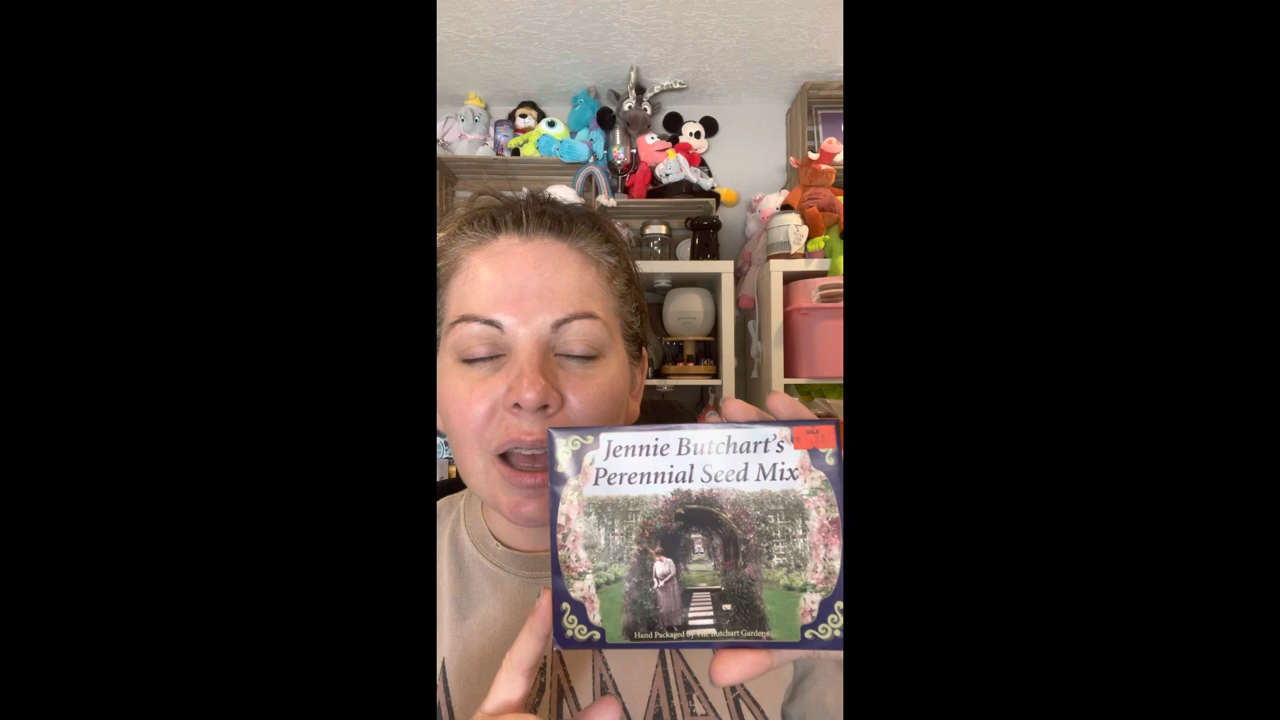 Jennie Butchart's
Perennial Seed Mix
Hand Packaged by The Butchart Gardens